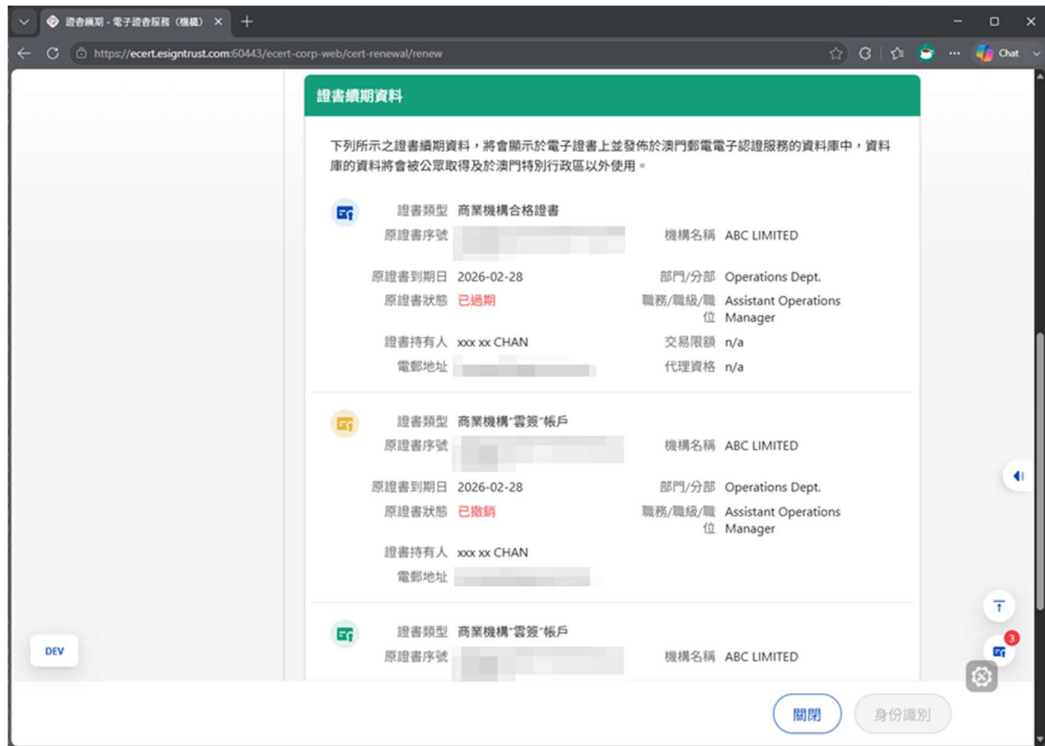 證書續期 - 電子證書服務（機構）
https://ecert.esigntrust.com:60443/ecert-corp-web/cert-renewal/renew
Chat
證書續期資料
下列所示之證書續期資料，將會顯示於電子證書上並發佈於澳門郵電電子認證服務的資料庫中，資料
庫的資料將會被公眾取得及於澳門特別行政區以外使用。
證書類型 商業機構合格證書
原證書序號 機構名稱 ABC LIMITED
原證書到期日 2026-02-28 部門/分部 Operations Dept.
原證書狀態 已過期 職務/職級/職 Assistant Operations
位 Manager
證書持有人 xxx xx CHAN 交易限額 n/a
電郵地址 代理資格 n/a
證書類型 商業機構"雲簽"帳戶
原證書序號 機構名稱 ABC LIMITED
原證書到期日 2026-02-28 部門/分部 Operations Dept.
原證書狀態 已撤銷 職務/職級/職 Assistant Operations
位 Manager
證書持有人 xxx xx CHAN
電郵地址
證書類型 商業機構"雲簽"帳戶
原證書序號 機構名稱 ABC LIMITED
3
DEV
關閉 身份識別